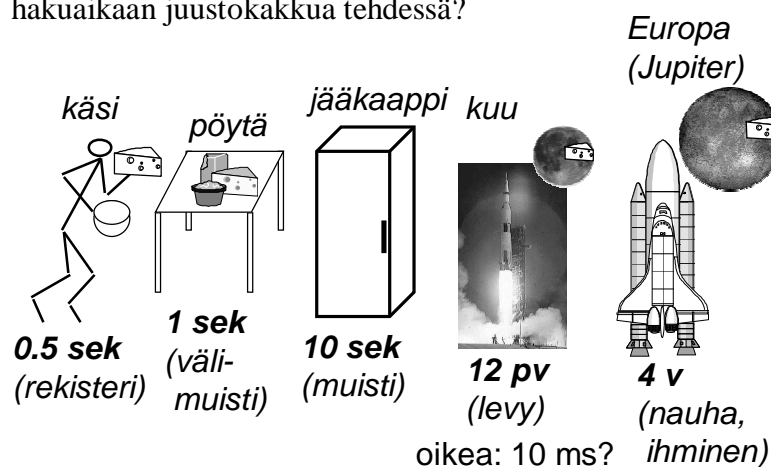 hakuaikaan juustokakkua tehdessä?
käsi
pöytä
jääkaappi
kuu
Europa
(Jupiter)
0.5 sek
(rekisteri)
1 sek
(väli-
muisti)
10 sek
(muisti)
12 pv
(levy)
4 v
(nauha,
ihminen)
oikea: 10 ms?